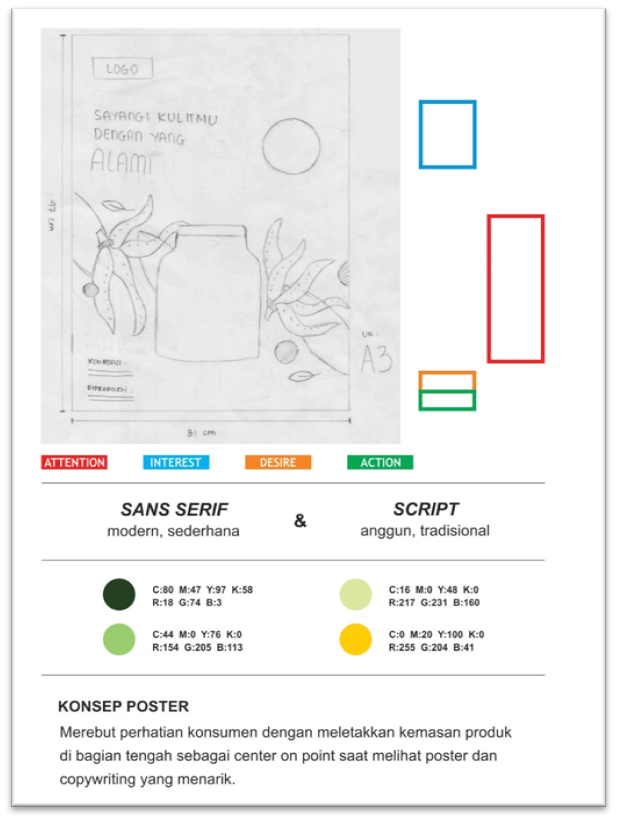 LOGO
SAYANGI KULITMU
DENGAN YANG
ALAMI
47 cm
KOMPOSISI :
DIPRODUKSI :
UK :
A3
31 cm
ATTENTION INTEREST DESIRE ACTION
SANS SERIF & SCRIPT
modern, sederhana anggun, tradisional
C:80 M:47 Y:97 K:58 C:16 M:0 Y:48 K:0
R:18 G:74 B:3 R:217 G:231 B:160
C:44 M:0 Y:76 K:0 C:0 M:20 Y:100 K:0
R:154 G:205 B:113 R:255 G:204 B:41
KONSEP POSTER
Merebut perhatian konsumen dengan meletakkan kemasan produk
di bagian tengah sebagai center on point saat melihat poster dan
copywriting yang menarik.